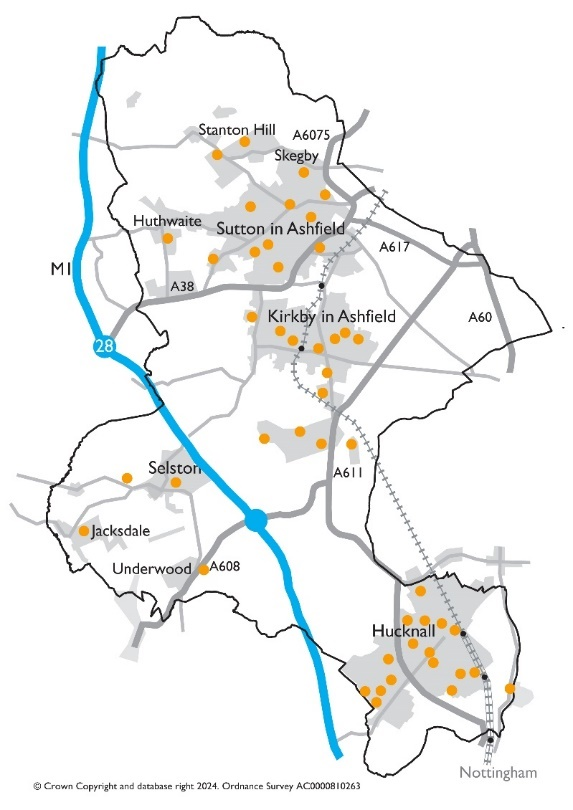 Stanton Hill
A6075
Skegby
Huthwaite
Sutton in Ashfield
A617
M1
A38
Kirkby in Ashfield
A60
28
Selston
A611
Jacksdale
Underwood
A608
Hucknall
Nottingham
© Crown Copyright and database right 2024. Ordnance Survey AC0000810263